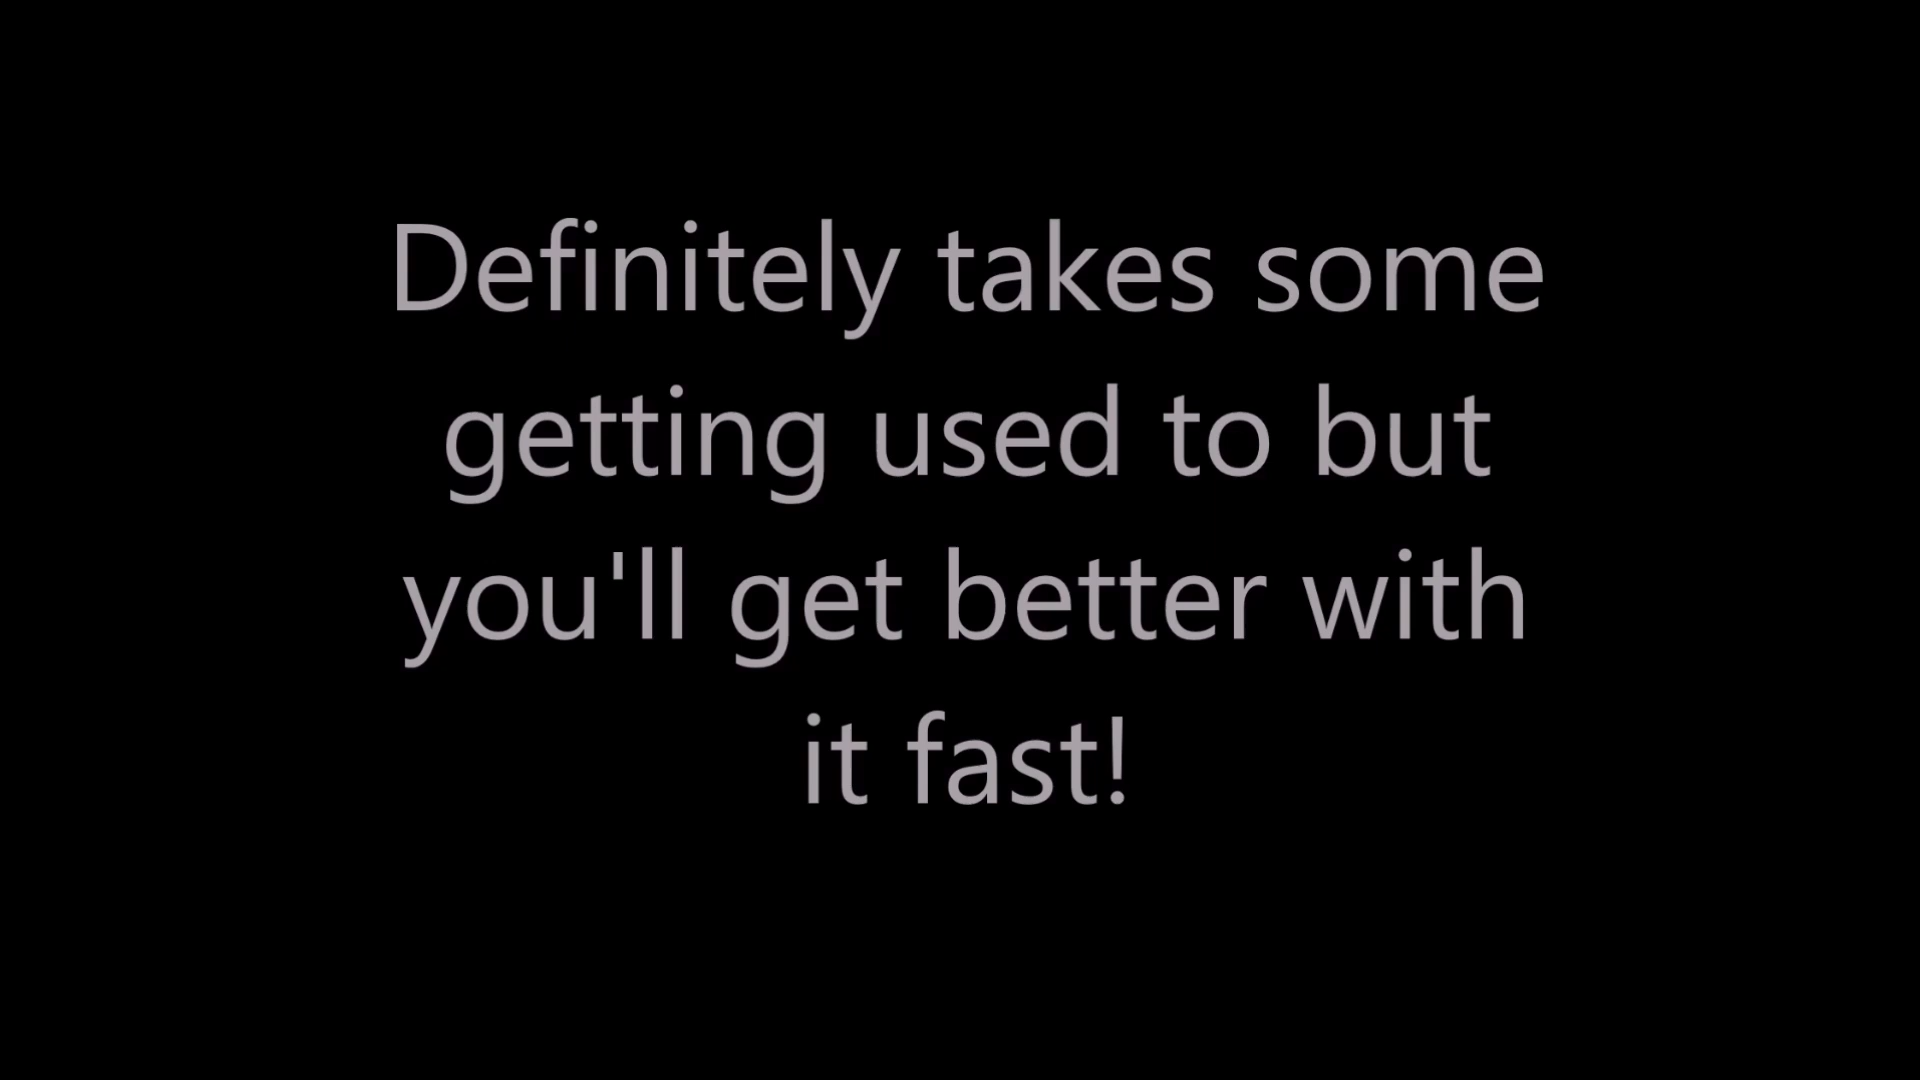 Definitely takes some
getting used to but
you'll get better with
it fast!